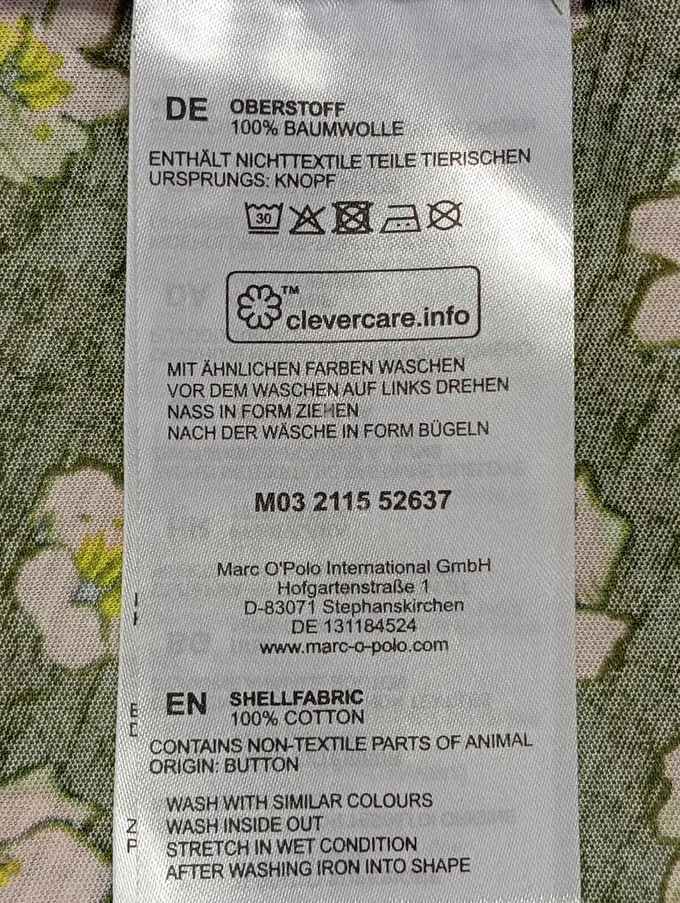 DE OBERSTOFF
100% BAUMWOLLE
ENTHÄLT NICHTTEXTILE TEILE TIERISCHEN
URSPRUNGS: KNOPF
30
TM
clevercare.info
MIT ÄHNLICHEN FARBEN WASCHEN
VOR DEM WASCHEN AUF LINKS DREHEN
NASS IN FORM ZIEHEN
NACH DER WÄSCHE IN FORM BÜGELN
M03 2115 52637
Marc O'Polo International GmbH
Hofgartenstraße 1
D-83071 Stephanskirchen
DE 131184524
www.marc-o-polo.com
EN SHELLFABRIC
100% COTTON
CONTAINS NON-TEXTILE PARTS OF ANIMAL
ORIGIN: BUTTON
WASH WITH SIMILAR COLOURS
WASH INSIDE OUT
STRETCH IN WET CONDITION
AFTER WASHING IRON INTO SHAPE